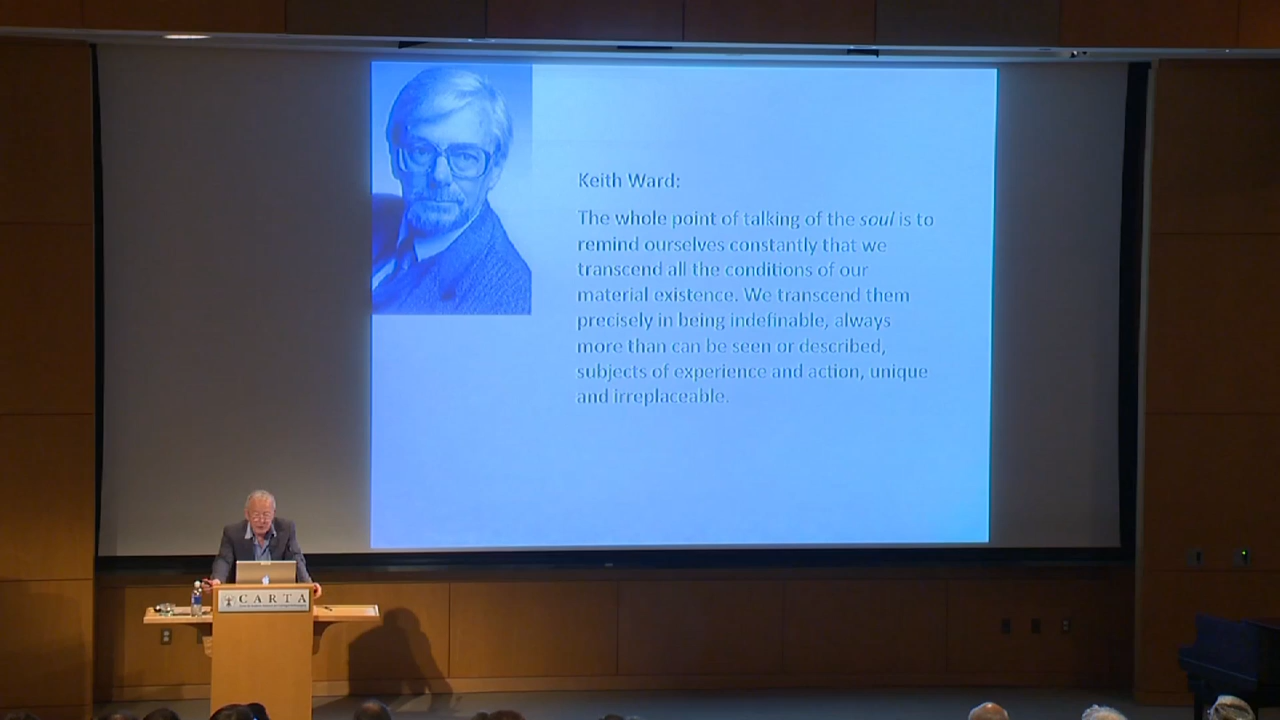 Keith Ward:
The whole point of talking of the soul is to
remind ourselves constantly that we
transcend all the conditions of our
material existence. We transcend them
precisely in being indefinable, always
more than can be seen or described,
subjects of experience and action, unique
and irreplaceable.
CARTA